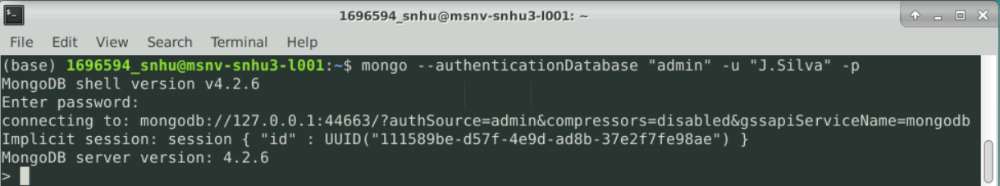 1696594_snhu@msnv-snhu3-l001: ~
File Edit View Search Terminal Help
(base) 1696594_snhu@msnv-snhu3-l001:~$ mongo --authenticationDatabase "admin" -u "J.Silva" -p
MongoDB shell version v4.2.6
Enter password:
connecting to: mongodb://127.0.0.1:44663/?authSource=admin&compressors=disabled&gssapiServiceName=mongodb
Implicit session: session { "id" : UUID("111589be-d57f-4e9d-ad8b-37e2f7fe98ae") }
MongoDB server version: 4.2.6
>